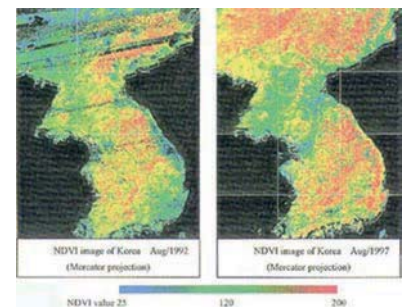 NDVI image of Korea Aug/1992
(Mercator projection)
NDVI image of Korea Aug/1997
(Mercator projection)
NDVI value 25 120 200